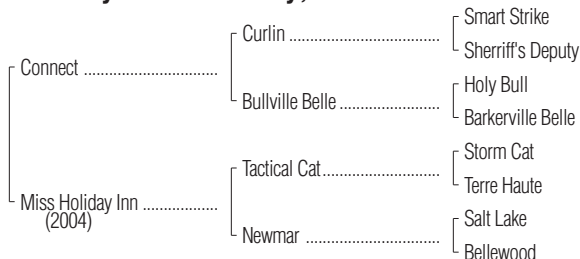 Smart Strike
Curlin
Sherriff's Deputy
Connect
Holy Bull
Bullville Belle
Barkerville Belle
Storm Cat
Tactical Cat
Terre Haute
Miss Holiday Inn
(2004)
Salt Lake
Newmar
Bellewood